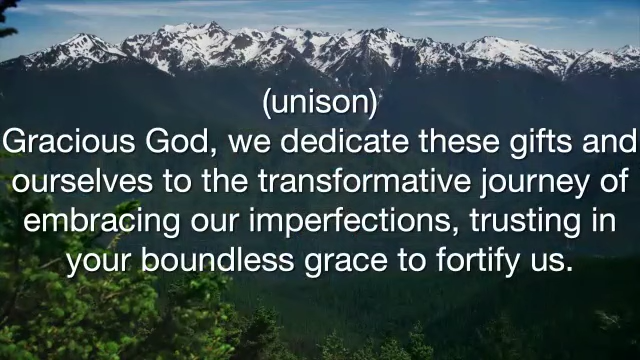 (unison)
Gracious God, we dedicate these gifts and
ourselves to the transformative journey of
embracing our imperfections, trusting in
your boundless grace to fortify us.